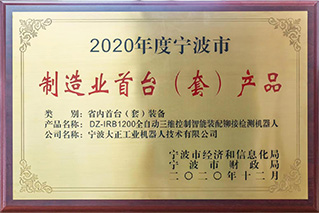 2020年度宁波市
制造业首台（套）产品
类 别：省内首台（套）装备
产品名称：DZ-IRB1200全自动三维控制智能装配铆接检测机器人
公司名称：宁波大正工业机器人技术有限公司
宁波市经济和信息化局
宁波市财政局
二〇二〇年十二月